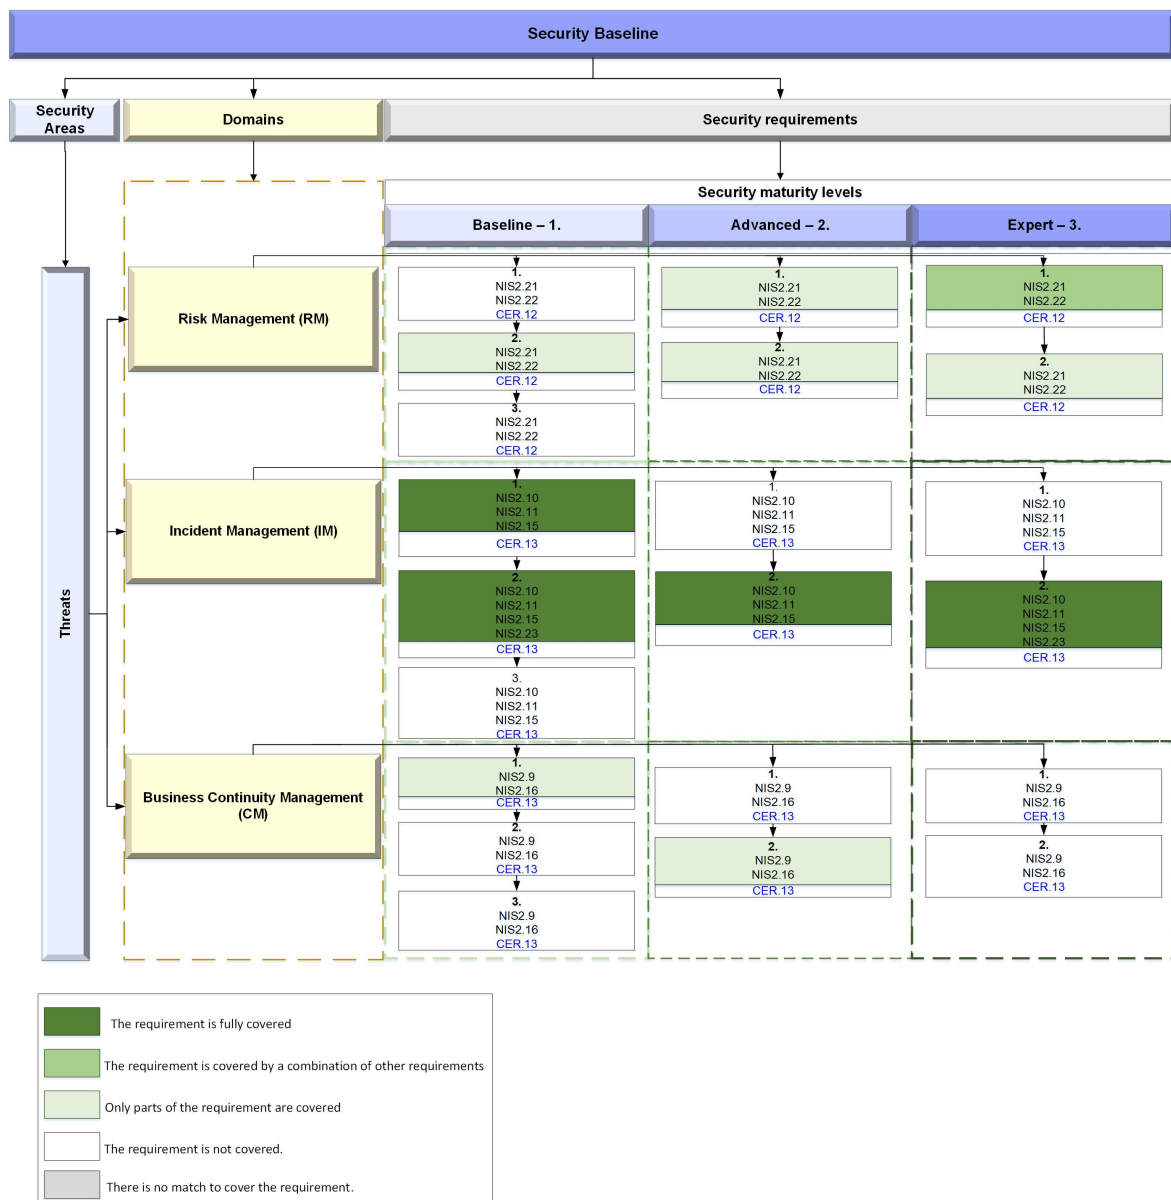 Security Baseline
Security
Areas
Domains
Security requirements
Security maturity levels
Baseline – 1.
Advanced – 2.
Expert – 3.
Threats
Risk Management (RM)
1.
NIS2.21
NIS2.22
CER.12
2.
NIS2.21
NIS2.22
CER.12
3.
NIS2.21
NIS2.22
CER.12
1.
NIS2.21
NIS2.22
CER.12
2.
NIS2.21
NIS2.22
CER.12
1.
NIS2.21
NIS2.22
CER.12
2.
NIS2.21
NIS2.22
CER.12
Incident Management (IM)
1.
NIS2.10
NIS2.11
NIS2.15
CER.13
2.
NIS2.10
NIS2.11
NIS2.15
NIS2.23
CER.13
3.
NIS2.10
NIS2.11
NIS2.15
CER.13
1.
NIS2.10
NIS2.11
NIS2.15
CER.13
2.
NIS2.10
NIS2.11
NIS2.15
CER.13
1.
NIS2.10
NIS2.11
NIS2.15
CER.13
2.
NIS2.10
NIS2.11
NIS2.15
NIS2.23
CER.13
Business Continuity Management
(CM)
1.
NIS2.9
NIS2.16
CER.13
2.
NIS2.9
NIS2.16
CER.13
3.
NIS2.9
NIS2.16
CER.13
1.
NIS2.9
NIS2.16
CER.13
2.
NIS2.9
NIS2.16
CER.13
1.
NIS2.9
NIS2.16
CER.13
2.
NIS2.9
NIS2.16
CER.13
The requirement is fully covered
The requirement is covered by a combination of other requirements
Only parts of the requirement are covered
The requirement is not covered.
There is no match to cover the requirement.